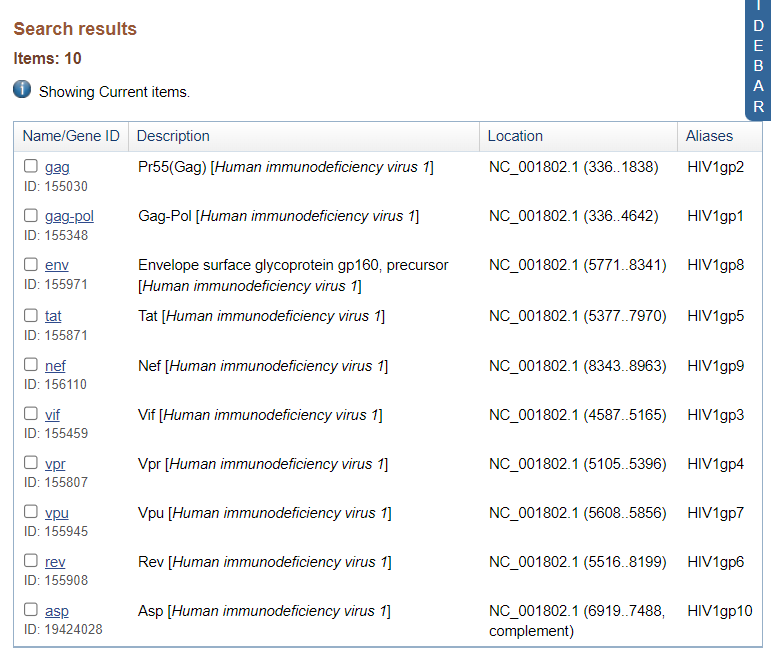 Search results
Items: 10
Showing Current items.
I
D
E
B
A
R
Name/Gene ID Description Location Aliases
gag Pr55(Gag) [Human immunodeficiency virus 1] NC_001802.1 (336..1838) HIV1gp2
ID: 155030
gag-pol Gag-Pol [Human immunodeficiency virus 1] NC_001802.1 (336..4642) HIV1gp1
ID: 155348
env Envelope surface glycoprotein gp160, precursor NC_001802.1 (5771..8341) HIV1gp8
ID: 155971 [Human immunodeficiency virus 1]
tat Tat [Human immunodeficiency virus 1] NC_001802.1 (5377..7970) HIV1gp5
ID: 155871
nef Nef [Human immunodeficiency virus 1] NC_001802.1 (8343..8963) HIV1gp9
ID: 156110
vif Vif [Human immunodeficiency virus 1] NC_001802.1 (4587..5165) HIV1gp3
ID: 155459
vpr Vpr [Human immunodeficiency virus 1] NC_001802.1 (5105..5396) HIV1gp4
ID: 155807
vpu Vpu [Human immunodeficiency virus 1] NC_001802.1 (5608..5856) HIV1gp7
ID: 155945
rev Rev [Human immunodeficiency virus 1] NC_001802.1 (5516..8199) HIV1gp6
ID: 155908
asp Asp [Human immunodeficiency virus 1] NC_001802.1 (6919..7488, HIV1gp10
ID: 19424028 complement)